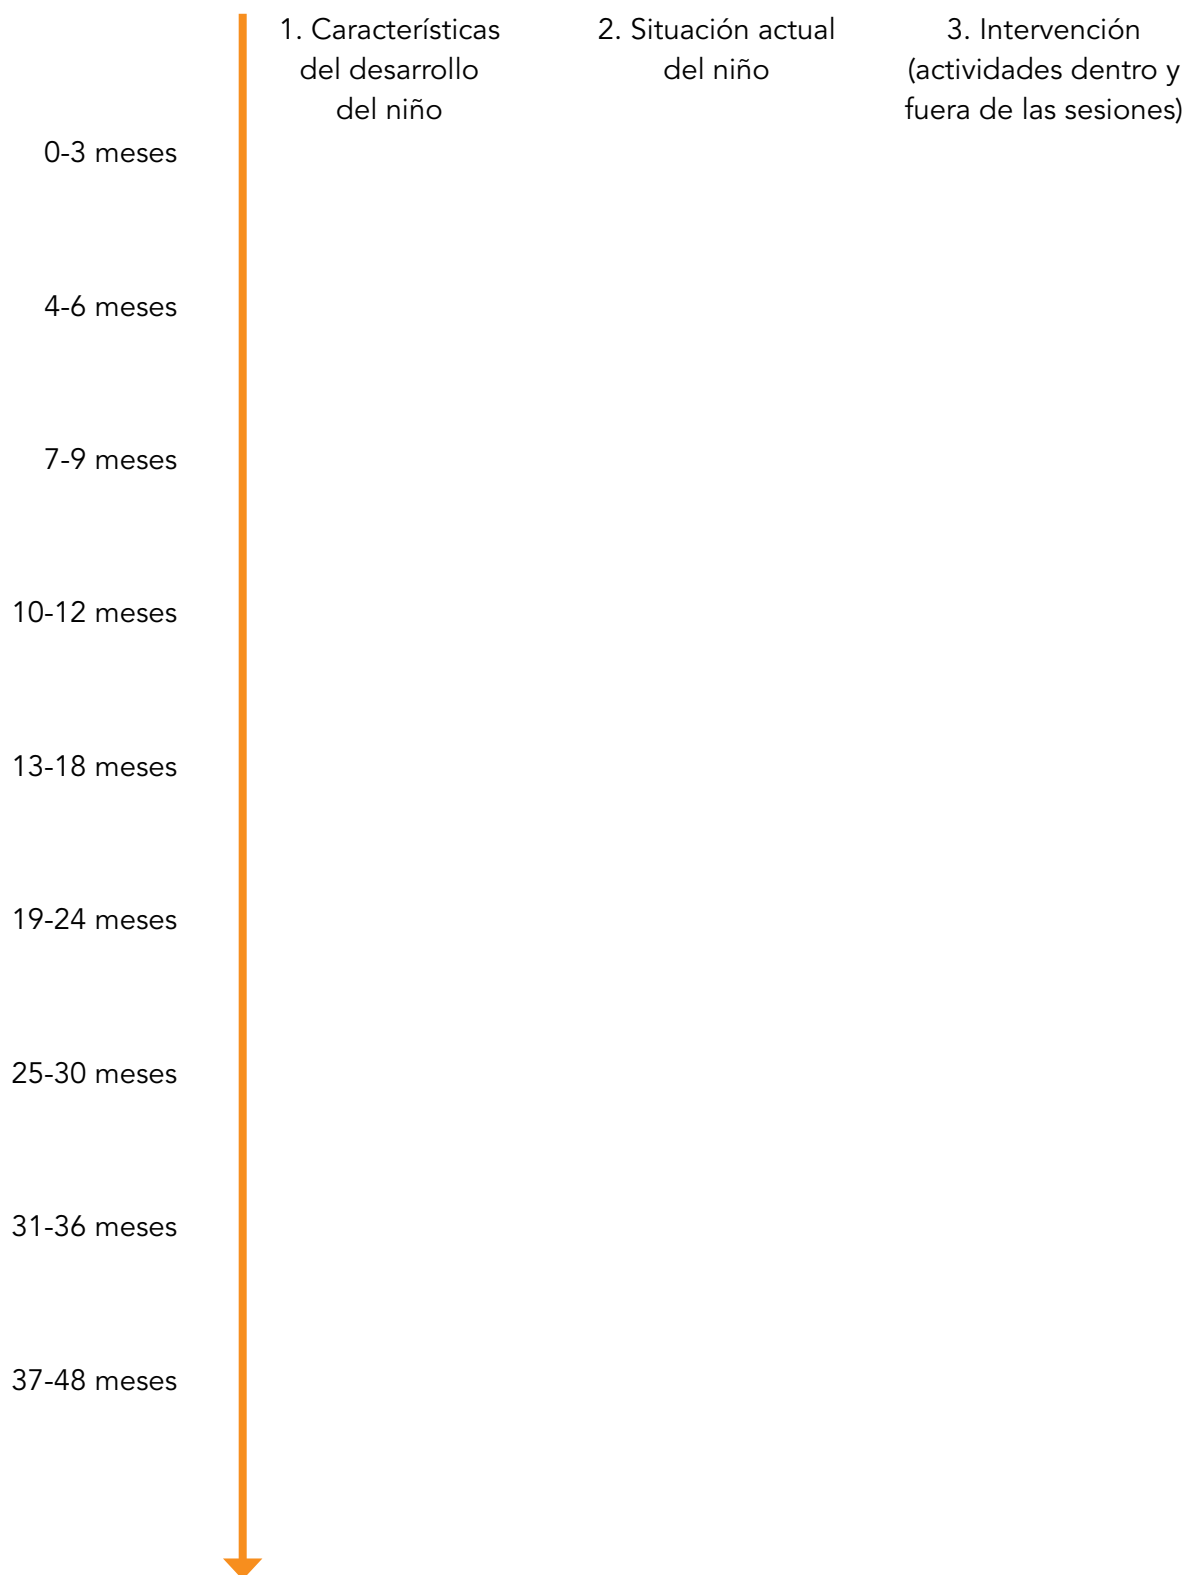 1. Características
del desarrollo
del niño
2. Situación actual
del niño
3. Intervención
(actividades dentro y
fuera de las sesiones)
0-3 meses
4-6 meses
7-9 meses
10-12 meses
13-18 meses
19-24 meses
25-30 meses
31-36 meses
37-48 meses